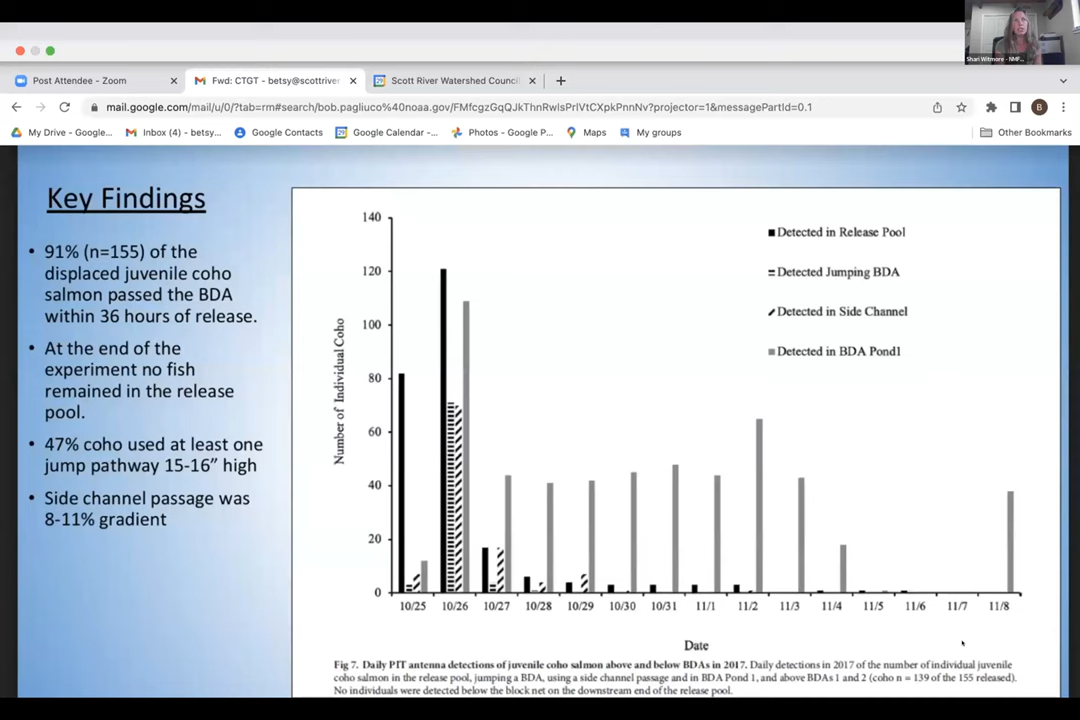 Shari Witmore - NMF...
Post Attendee - Zoom
Fwd: CTGT - betsy@scottriver
Scott River Watershed Council
mail.google.com/mail/u/0/?tab=rm#search/bob.pagliuco%40noaa.gov/FMfcgzGqQJkThnRwlsPrlVtCXpkPnnNv?projector=1&messagePartId=0.1
B
My Drive - Google...
Inbox (4) - betsy...
Google Contacts
Google Calendar -...
Photos - Google P...
Maps
My groups
Other Bookmarks
Key Findings
• 91% (n=155) of the
displaced juvenile coho
salmon passed the BDA
within 36 hours of release.
• At the end of the
experiment no fish
remained in the release
pool.
• 47% coho used at least one
jump pathway 15-16” high
• Side channel passage was
8-11% gradient
Number of Individual Coho
140
120
100
80
60
40
20
0
Detected in Release Pool
Detected Jumping BDA
Detected in Side Channel
Detected in BDA Pond1
10/25 10/26 10/27 10/28 10/29 10/30 10/31 11/1 11/2 11/3 11/4 11/5 11/6 11/7 11/8
Date
Fig 7. Daily PIT antenna detections of juvenile coho salmon above and below BDAs in 2017. Daily detections in 2017 of the number of individual juvenile
coho salmon in the release pool, jumping a BDA, using a side channel passage and in BDA Pond 1, and above BDAs 1 and 2 (coho n = 139 of the 155 released).
No individuals were detected below the block net on the downstream end of the release pool.